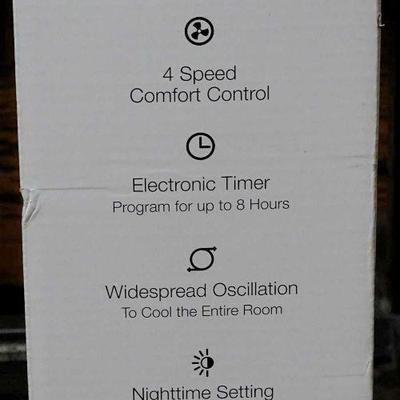 4 Speed
Comfort Control
Electronic Timer
Program for up to 8 Hours
Widespread Oscillation
To Cool the Entire Room
Nighttime Setting